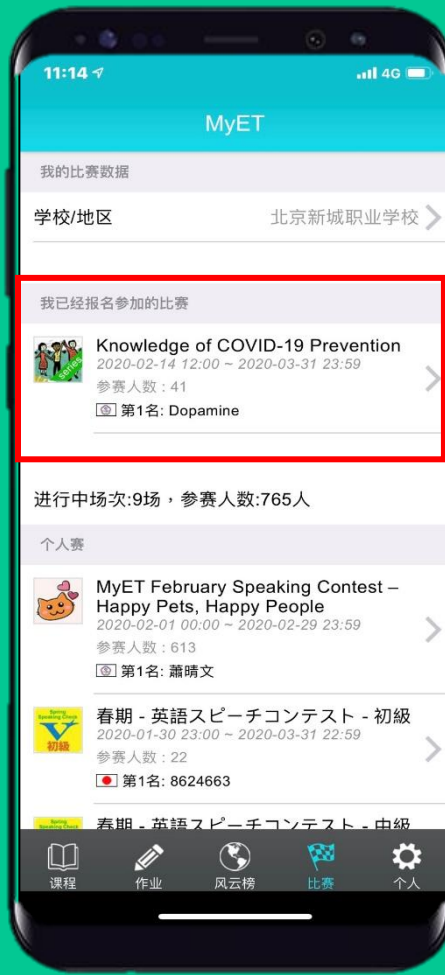 11:14
4G
MyET
我的比赛数据
学校/地区
北京新城职业学校
我已经报名参加的比赛
Knowledge of COVID-19 Prevention
2020-02-14 12:00 ~ 2020-03-31 23:59
series
参赛人数 : 41
第1名: Dopamine
进行中场次:9场，参赛人数:765人
个人赛
MyET February Speaking Contest –
Happy Pets, Happy People
2020-02-01 00:00 ~ 2020-02-29 23:59
参赛人数 : 613
第1名: 蕭晴文
Spring
Speaking Check
初級
春期 - 英語スピーチコンテスト - 初級
2020-01-30 23:00 ~ 2020-03-31 22:59
参赛人数 : 22
第1名: 8624663
Spring
春期 - 英語スピーチコンテスト - 中級
课程
作业
风云榜
比赛
个人